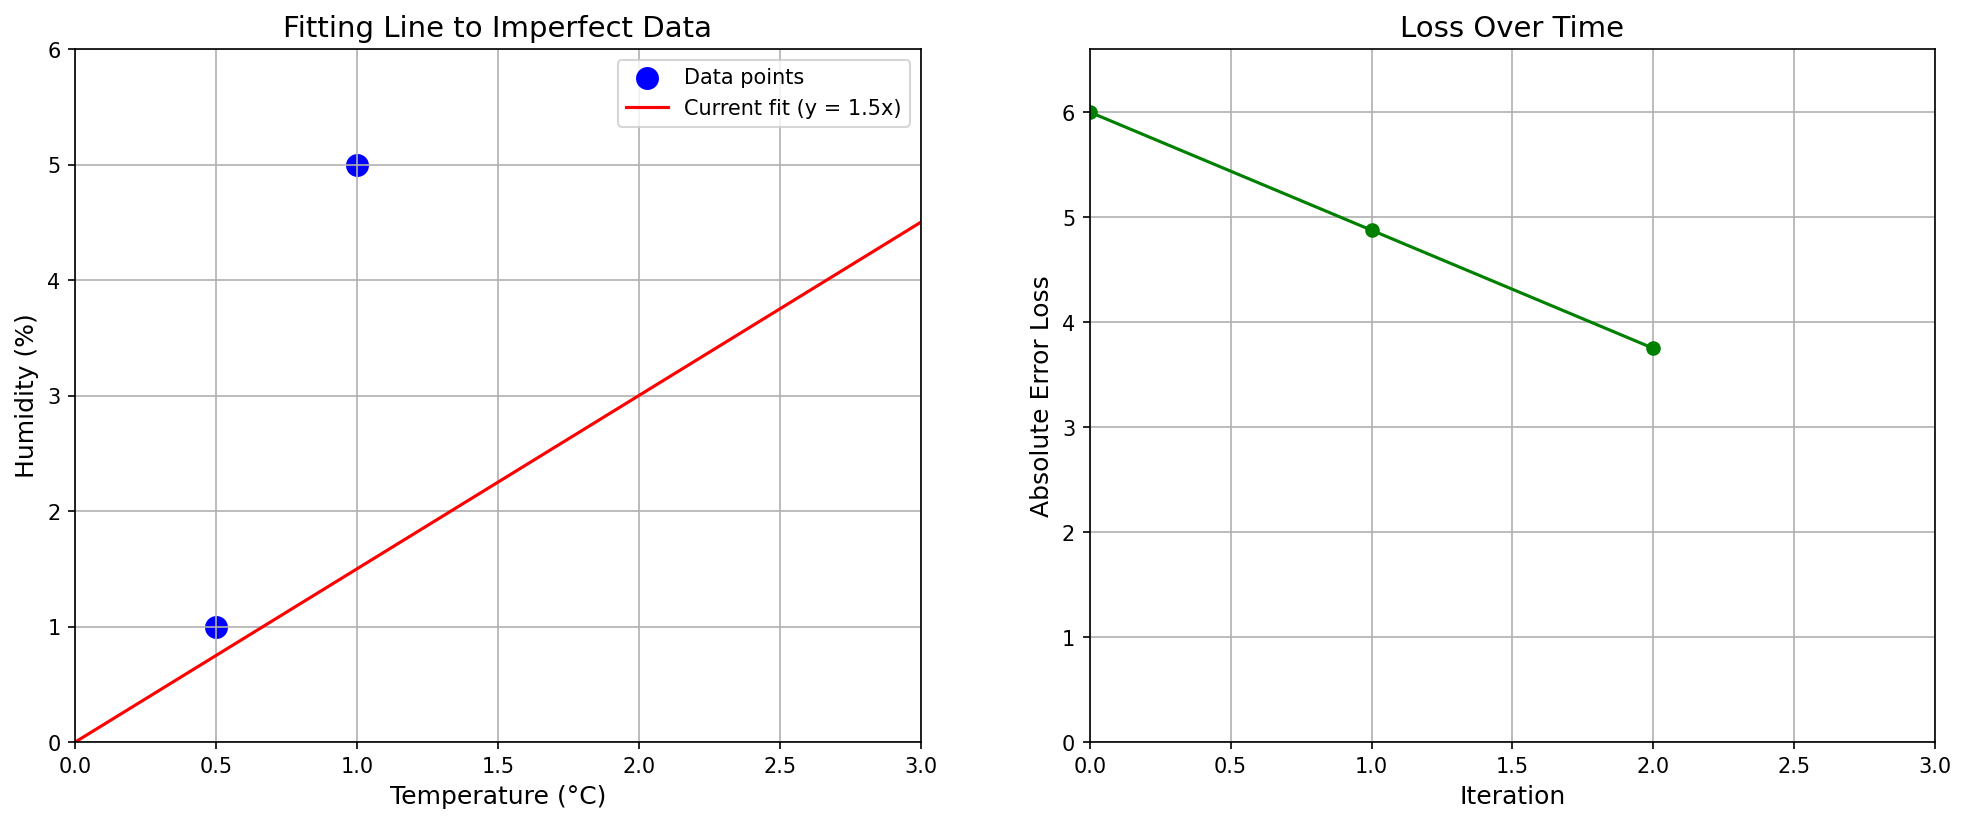 Fitting Line to Imperfect Data
Data points
Current fit (y = 1.5x)
6
5
4
3
2
1
0
Humidity (%)
0.0 0.5 1.0 1.5 2.0 2.5 3.0
Temperature (°C)
Loss Over Time
6
5
4
3
2
1
0
Absolute Error Loss
0.0 0.5 1.0 1.5 2.0 2.5 3.0
Iteration